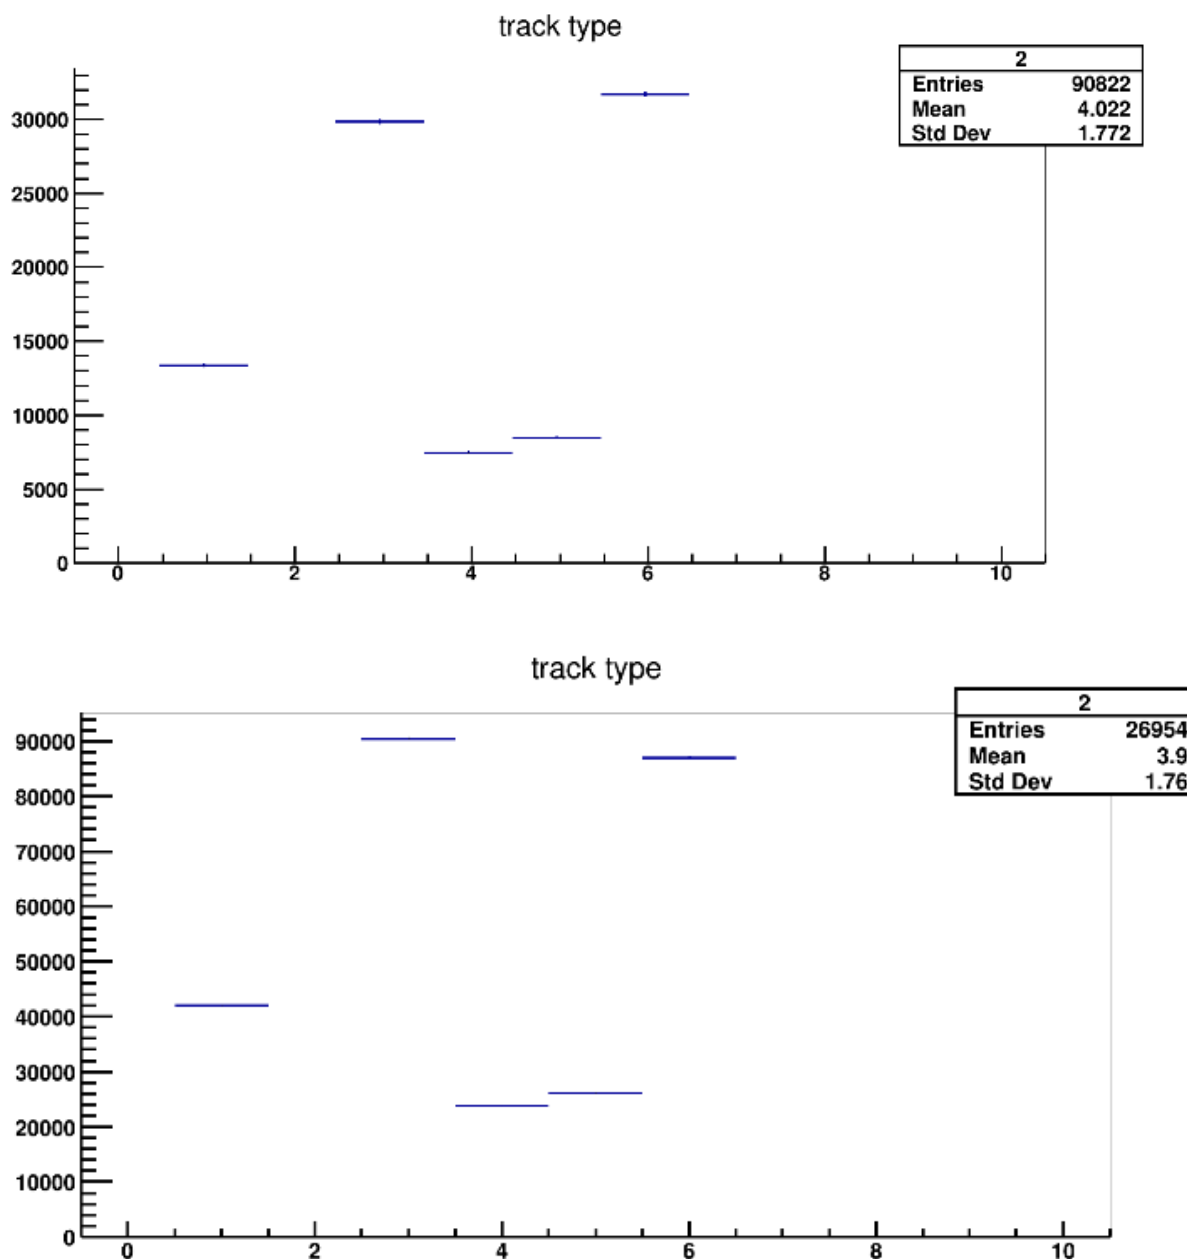 track type
2
Entries 90822
Mean 4.022
Std Dev 1.772
30000
25000
20000
15000
10000
5000
0
0 2 4 6 8 10
track type
2
Entries 26954
Mean 3.9
Std Dev 1.76
90000
80000
70000
60000
50000
40000
30000
20000
10000
0
0 2 4 6 8 10